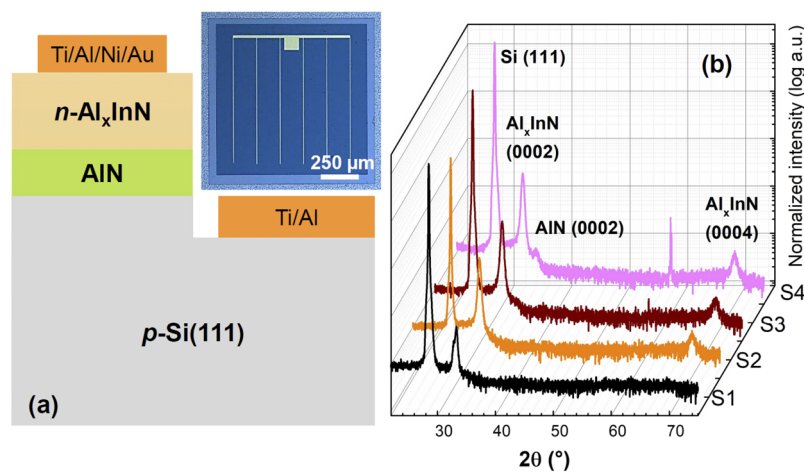 Ti/Al/Ni/Au
n-AlxInN
AlN
Ti/Al
p-Si(111)
(a)
250 µm
(b)
Si (111)
AlxInN
(0002)
AlN (0002)
AlxInN
(0004)
Normalized intensity (log a.u.)
S4
S3
S2
S1
30 40 50 60 70
2θ (°)